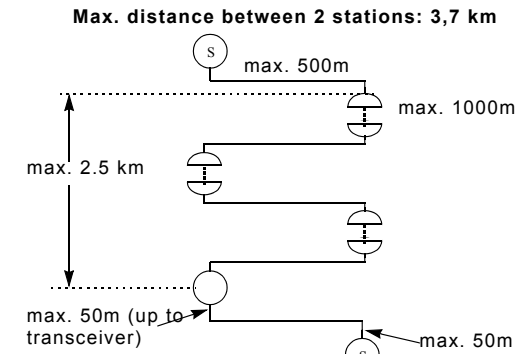 Max. distance between 2 stations: 3,7 km
S
max. 500m
max. 1000m
max. 2.5 km
max. 50m (up to
transceiver)
max. 50m
S